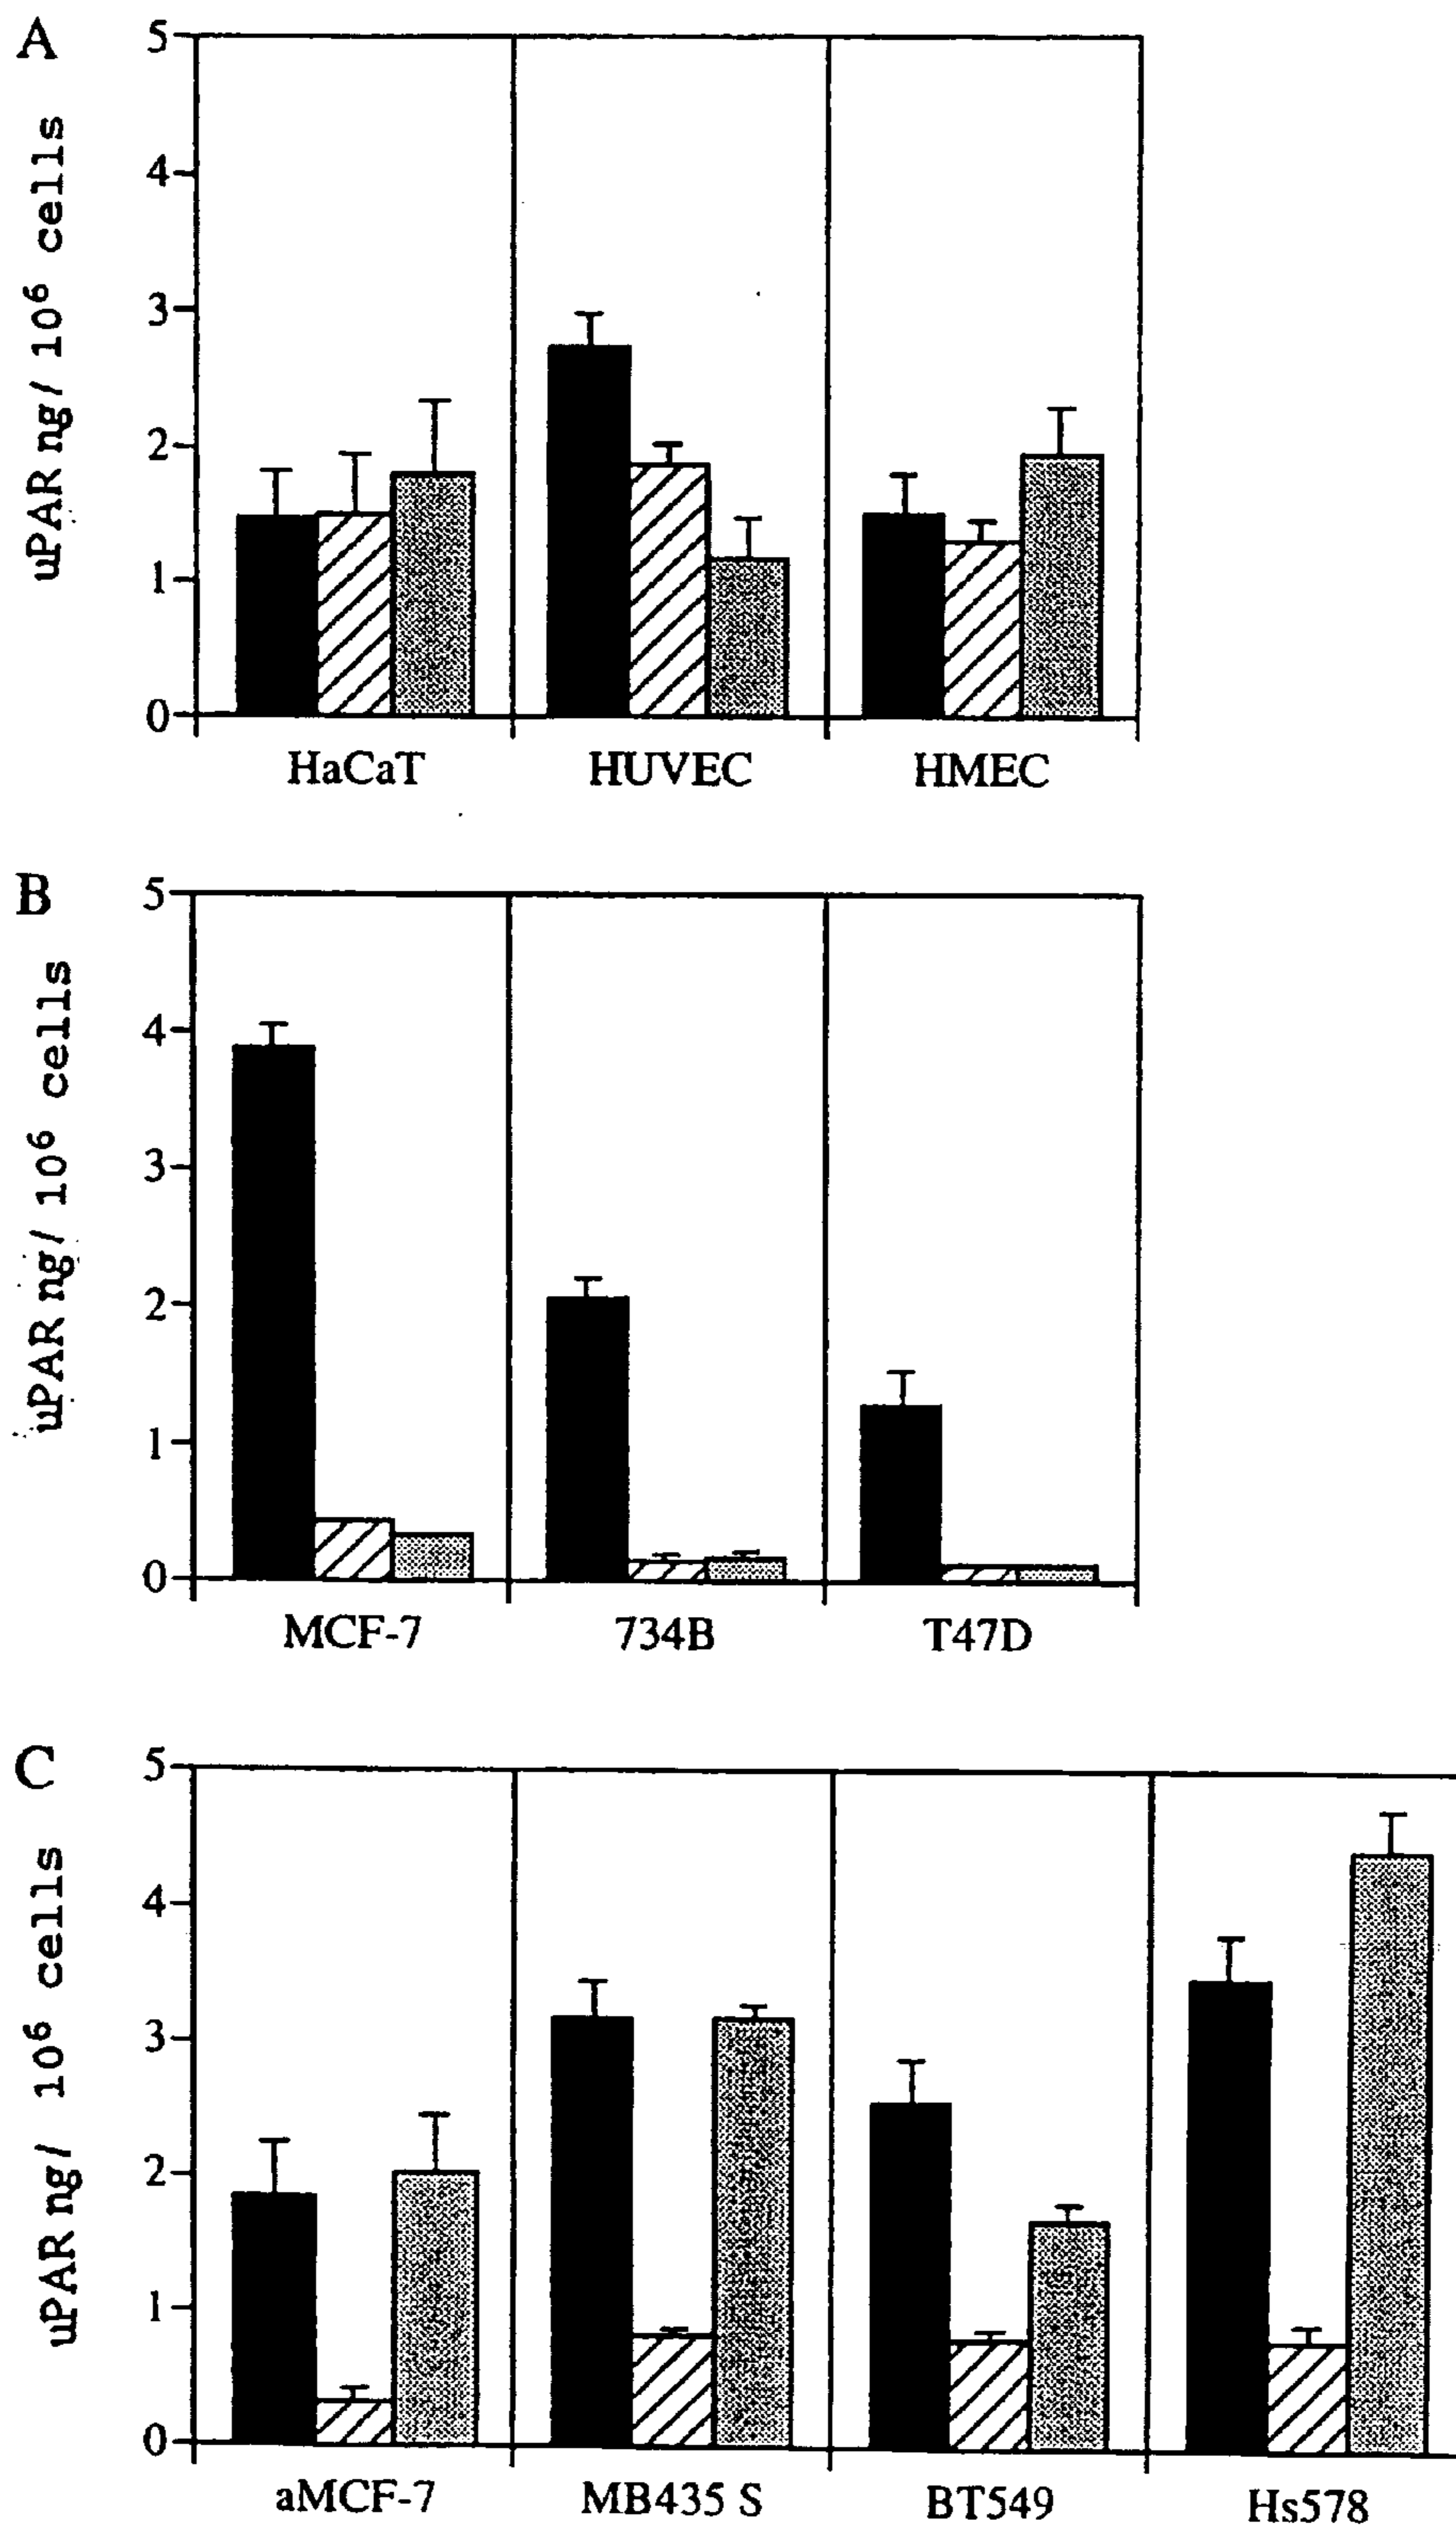 A
uPAR ng/ 10⁶ cells
5
4
3
2
1
0
HaCaT HUVEC HMEC
B
uPAR ng/ 10⁶ cells
5
4
3
2
1
0
MCF-7 734B T47D
C
uPAR ng/ 10⁶ cells
5
4
3
2
1
0
aMCF-7 MB435 S BT549 Hs578